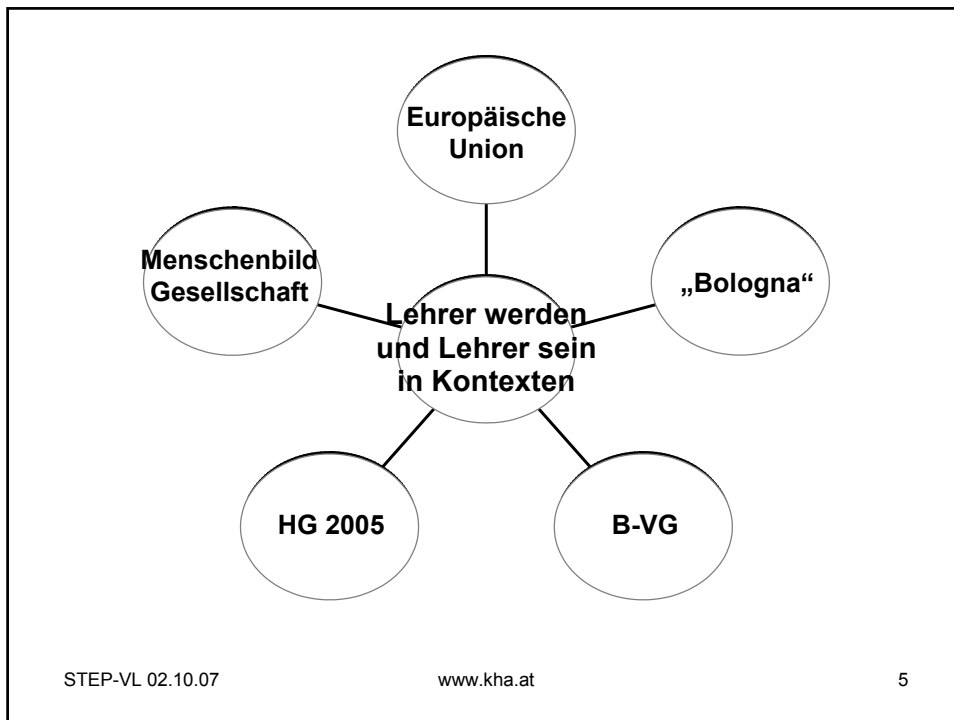 Europäische
Union
Menschenbild
Gesellschaft
„Bologna“
Lehrer werden
und Lehrer sein
in Kontexten
HG 2005
B-VG
STEP-VL 02.10.07 www.kha.at 5